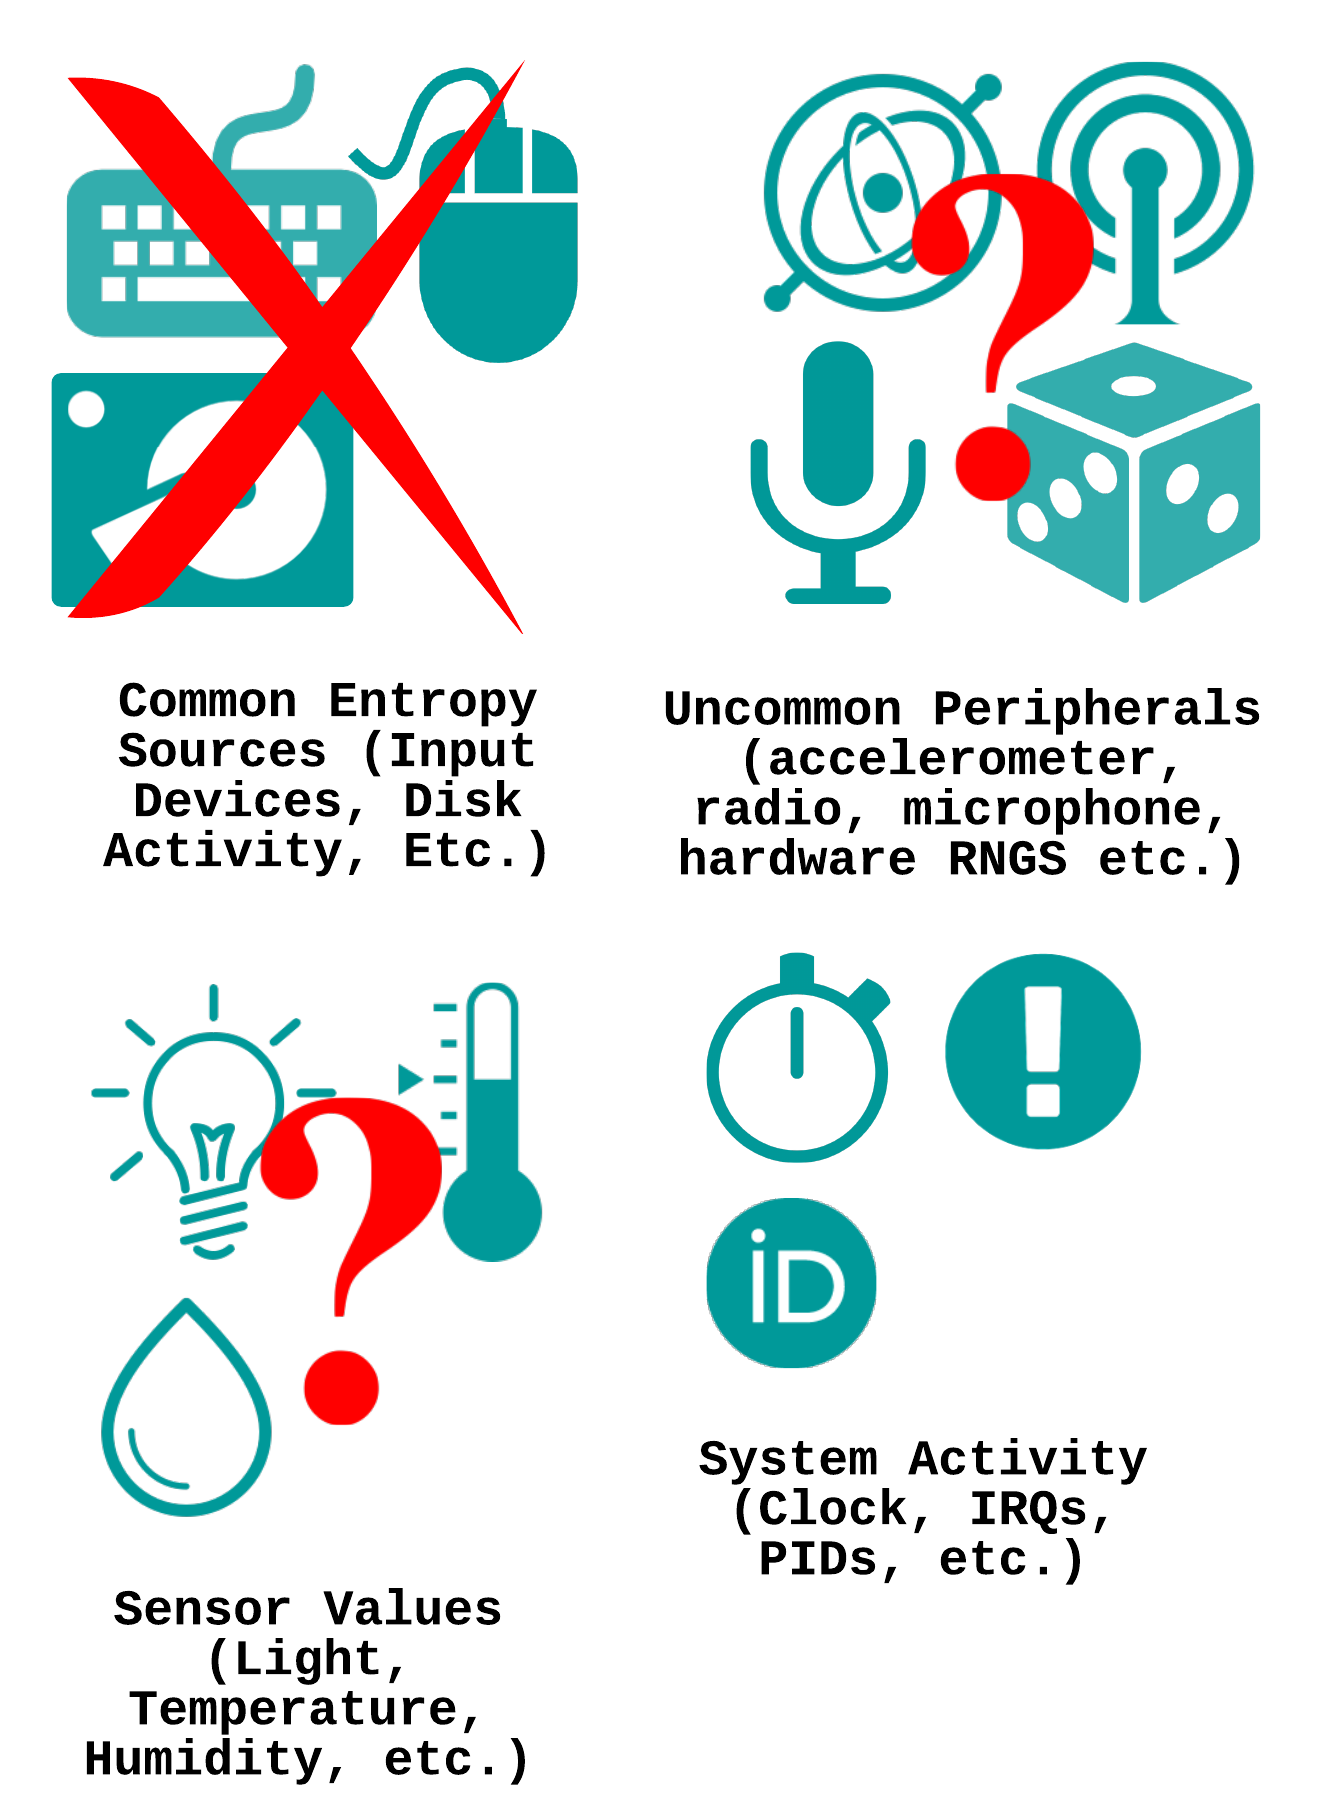 Common Entropy
Sources (Input
Devices, Disk
Activity, Etc.)
Uncommon Peripherals
(accelerometer,
radio, microphone,
hardware RNGS etc.)
iD
Sensor Values
(Light,
Temperature,
Humidity, etc.)
System Activity
(Clock, IRQs,
PIDs, etc.)